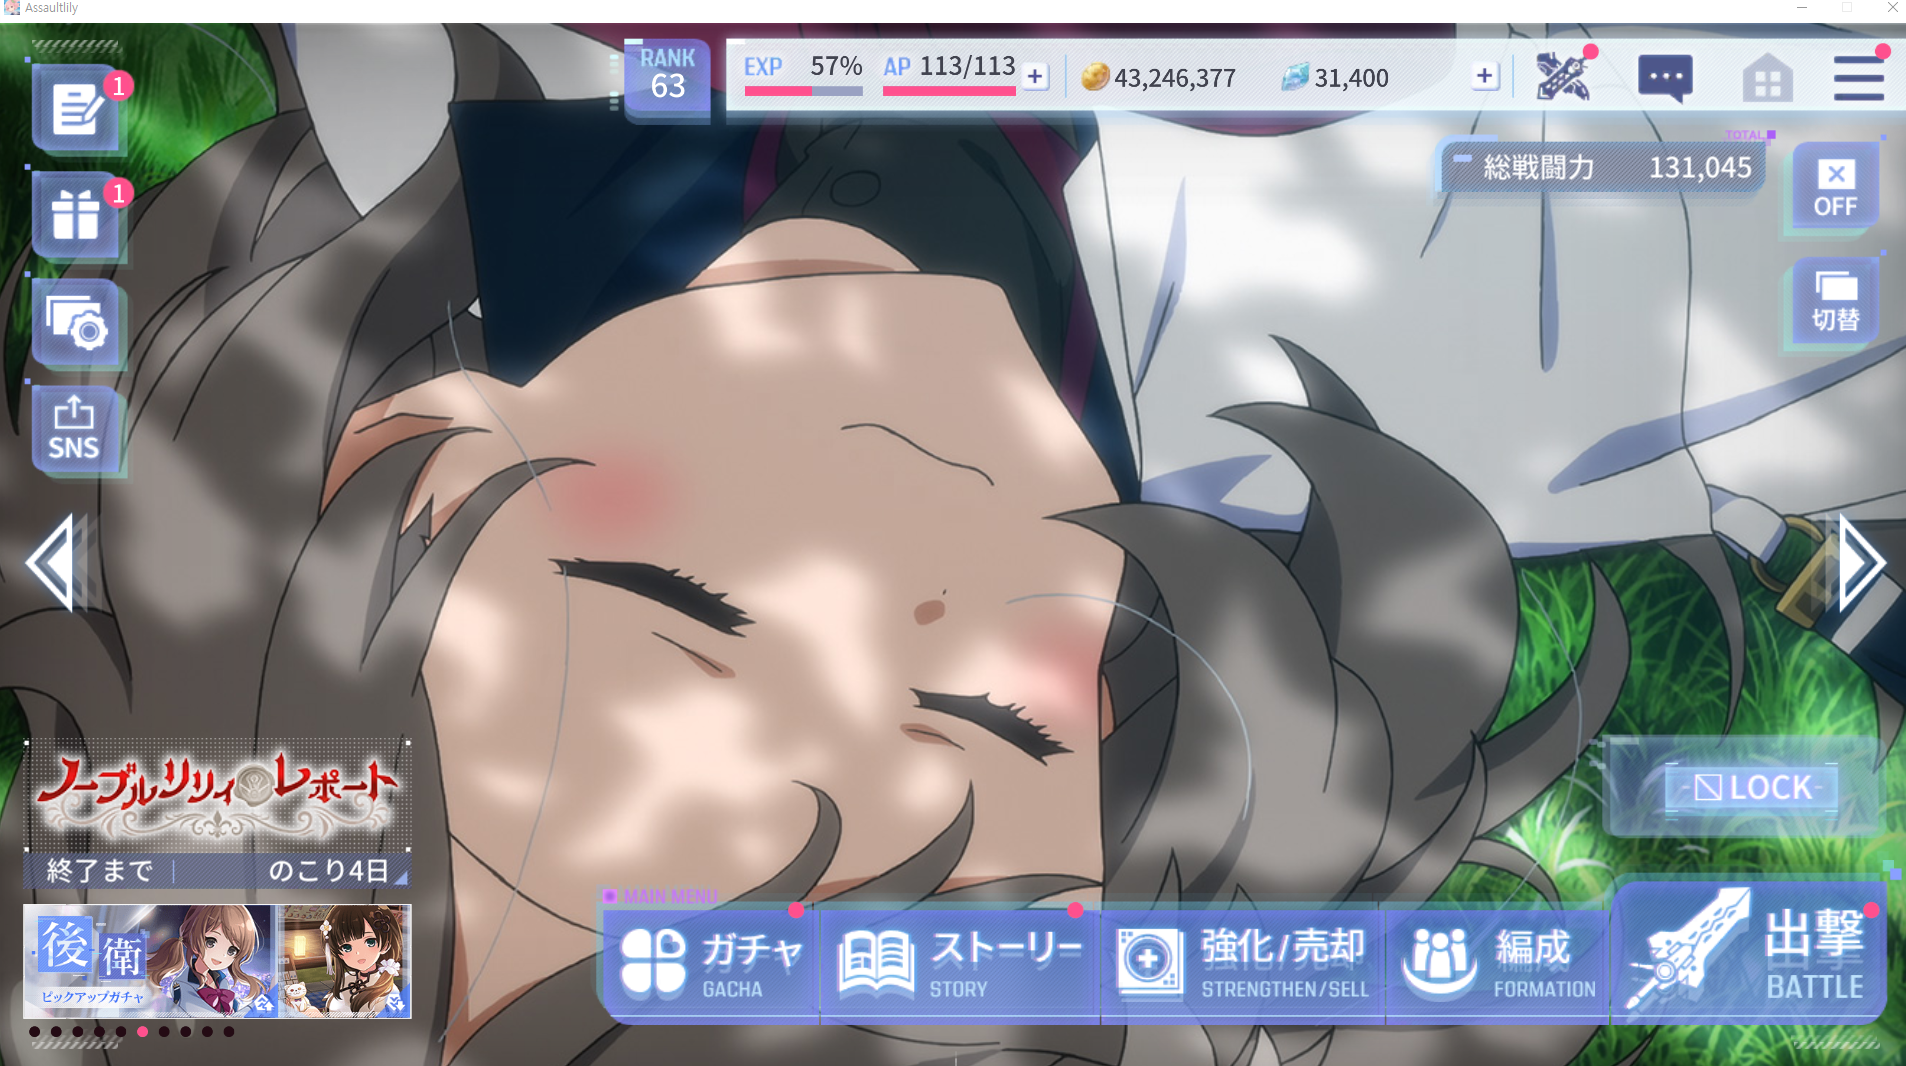 Assaultlily
RANK
63
EXP 57%
AP 113/113
43,246,377
31,400
TOTAL
総戦闘力 131,045
1
1
SNS
OFF
切替
ノーブルリリィレポート
終了まで のこり4日
後衛
ピックアップガチャ
LOCK
MAIN MENU
ガチャ
GACHA
ストーリー
STORY
強化/売却
STRENGTHEN/SELL
編成
FORMATION
出撃
BATTLE